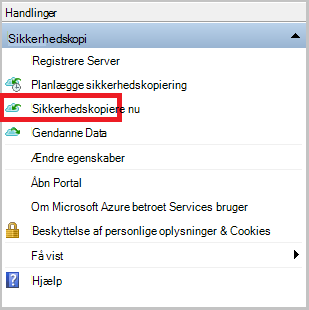 Handlinger
Sikkerhedskopi
Registrere Server
Planlægge sikkerhedskopiering
Sikkerhedskopiere nu
Gendanne Data
Ændre egenskaber
Åbn Portal
Om Microsoft Azure betroet Services bruger
Beskyttelse af personlige oplysninger & Cookies
Få vist
Hjælp